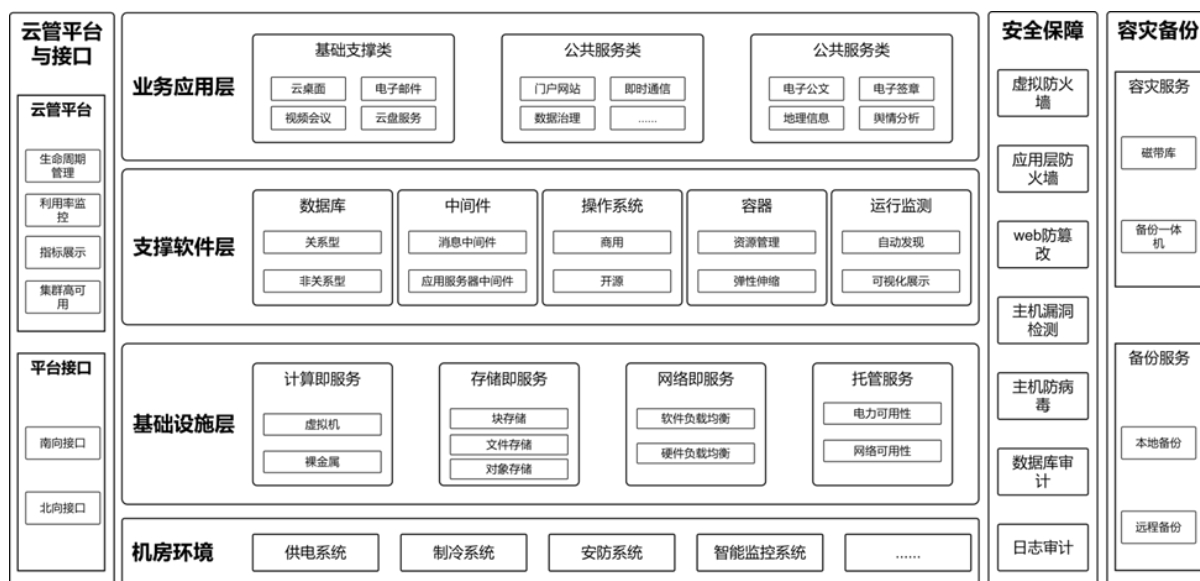 云管平台
与接口
云管平台
生命周期
管理
利用率监
控
指标展示
集群高可
用
平台接口
南向接口
北向接口
业务应用层
基础支撑类
云桌面
电子邮件
视频会议
云盘服务
公共服务类
门户网站
即时通信
数据治理
......
公共服务类
电子公文
电子签章
地理信息
舆情分析
支撑软件层
数据库
关系型
非关系型
中间件
消息中间件
应用服务器中间件
操作系统
商用
开源
容器
资源管理
弹性伸缩
运行监测
自动发现
可视化展示
基础设施层
计算即服务
虚拟机
裸金属
存储即服务
块存储
文件存储
对象存储
网络即服务
软件负载均衡
硬件负载均衡
托管服务
电力可用性
网络可用性
机房环境
供电系统
制冷系统
安防系统
智能监控系统
......
安全保障
虚拟防火
墙
应用层防
火墙
web防篡
改
主机漏洞
检测
主机防病
毒
数据库审
计
日志审计
容灾备份
容灾服务
磁带库
备份一体
机
备份服务
本地备份
远程备份